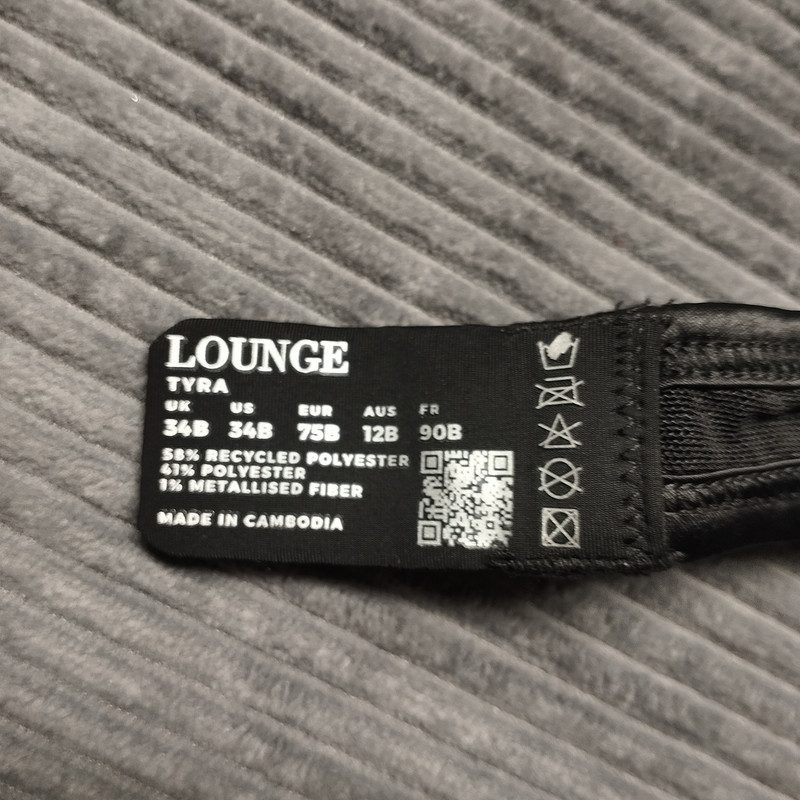 LOUNGE
TYRA
UK US EUR AUS FR
34B 34B 75B 12B 90B
58% RECYCLED POLYESTER
41% POLYESTER
1% METALLISED FIBER
MADE IN CAMBODIA